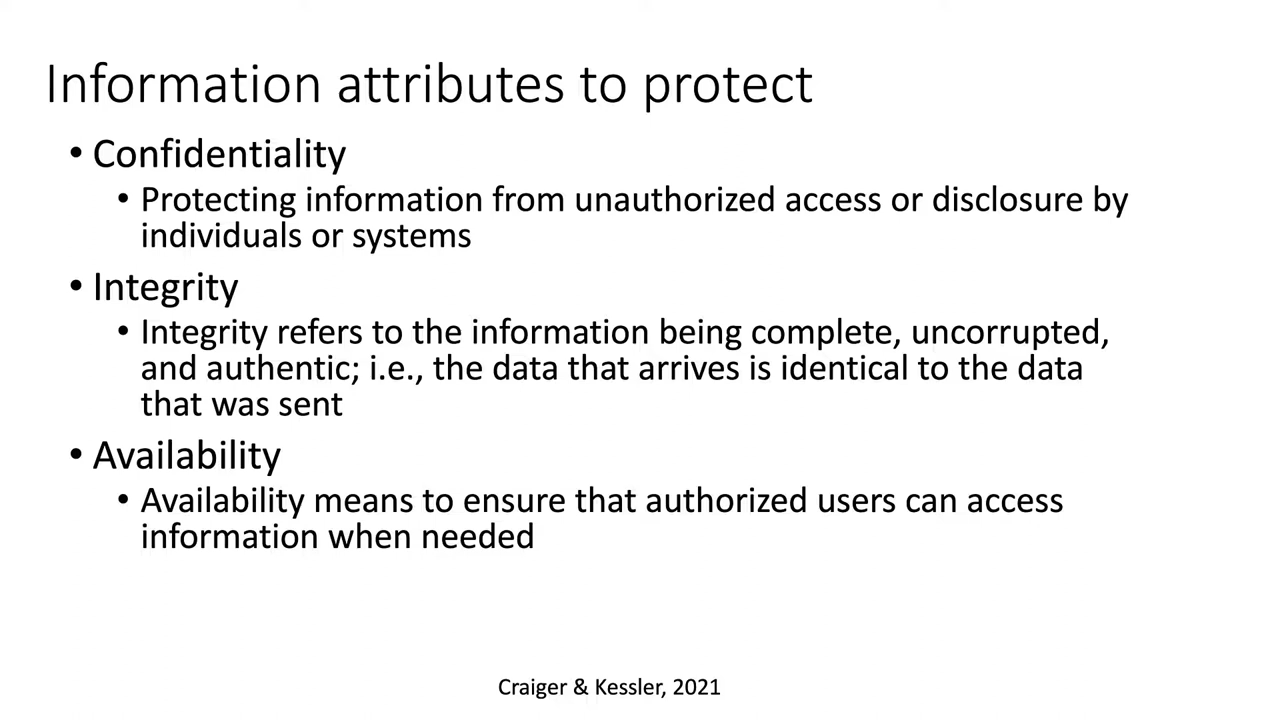 Information attributes to protect
• Confidentiality
• Protecting information from unauthorized access or disclosure by
individuals or systems
• Integrity
• Integrity refers to the information being complete, uncorrupted,
and authentic; i.e., the data that arrives is identical to the data
that was sent
• Availability
• Availability means to ensure that authorized users can access
information when needed
Craiger & Kessler, 2021